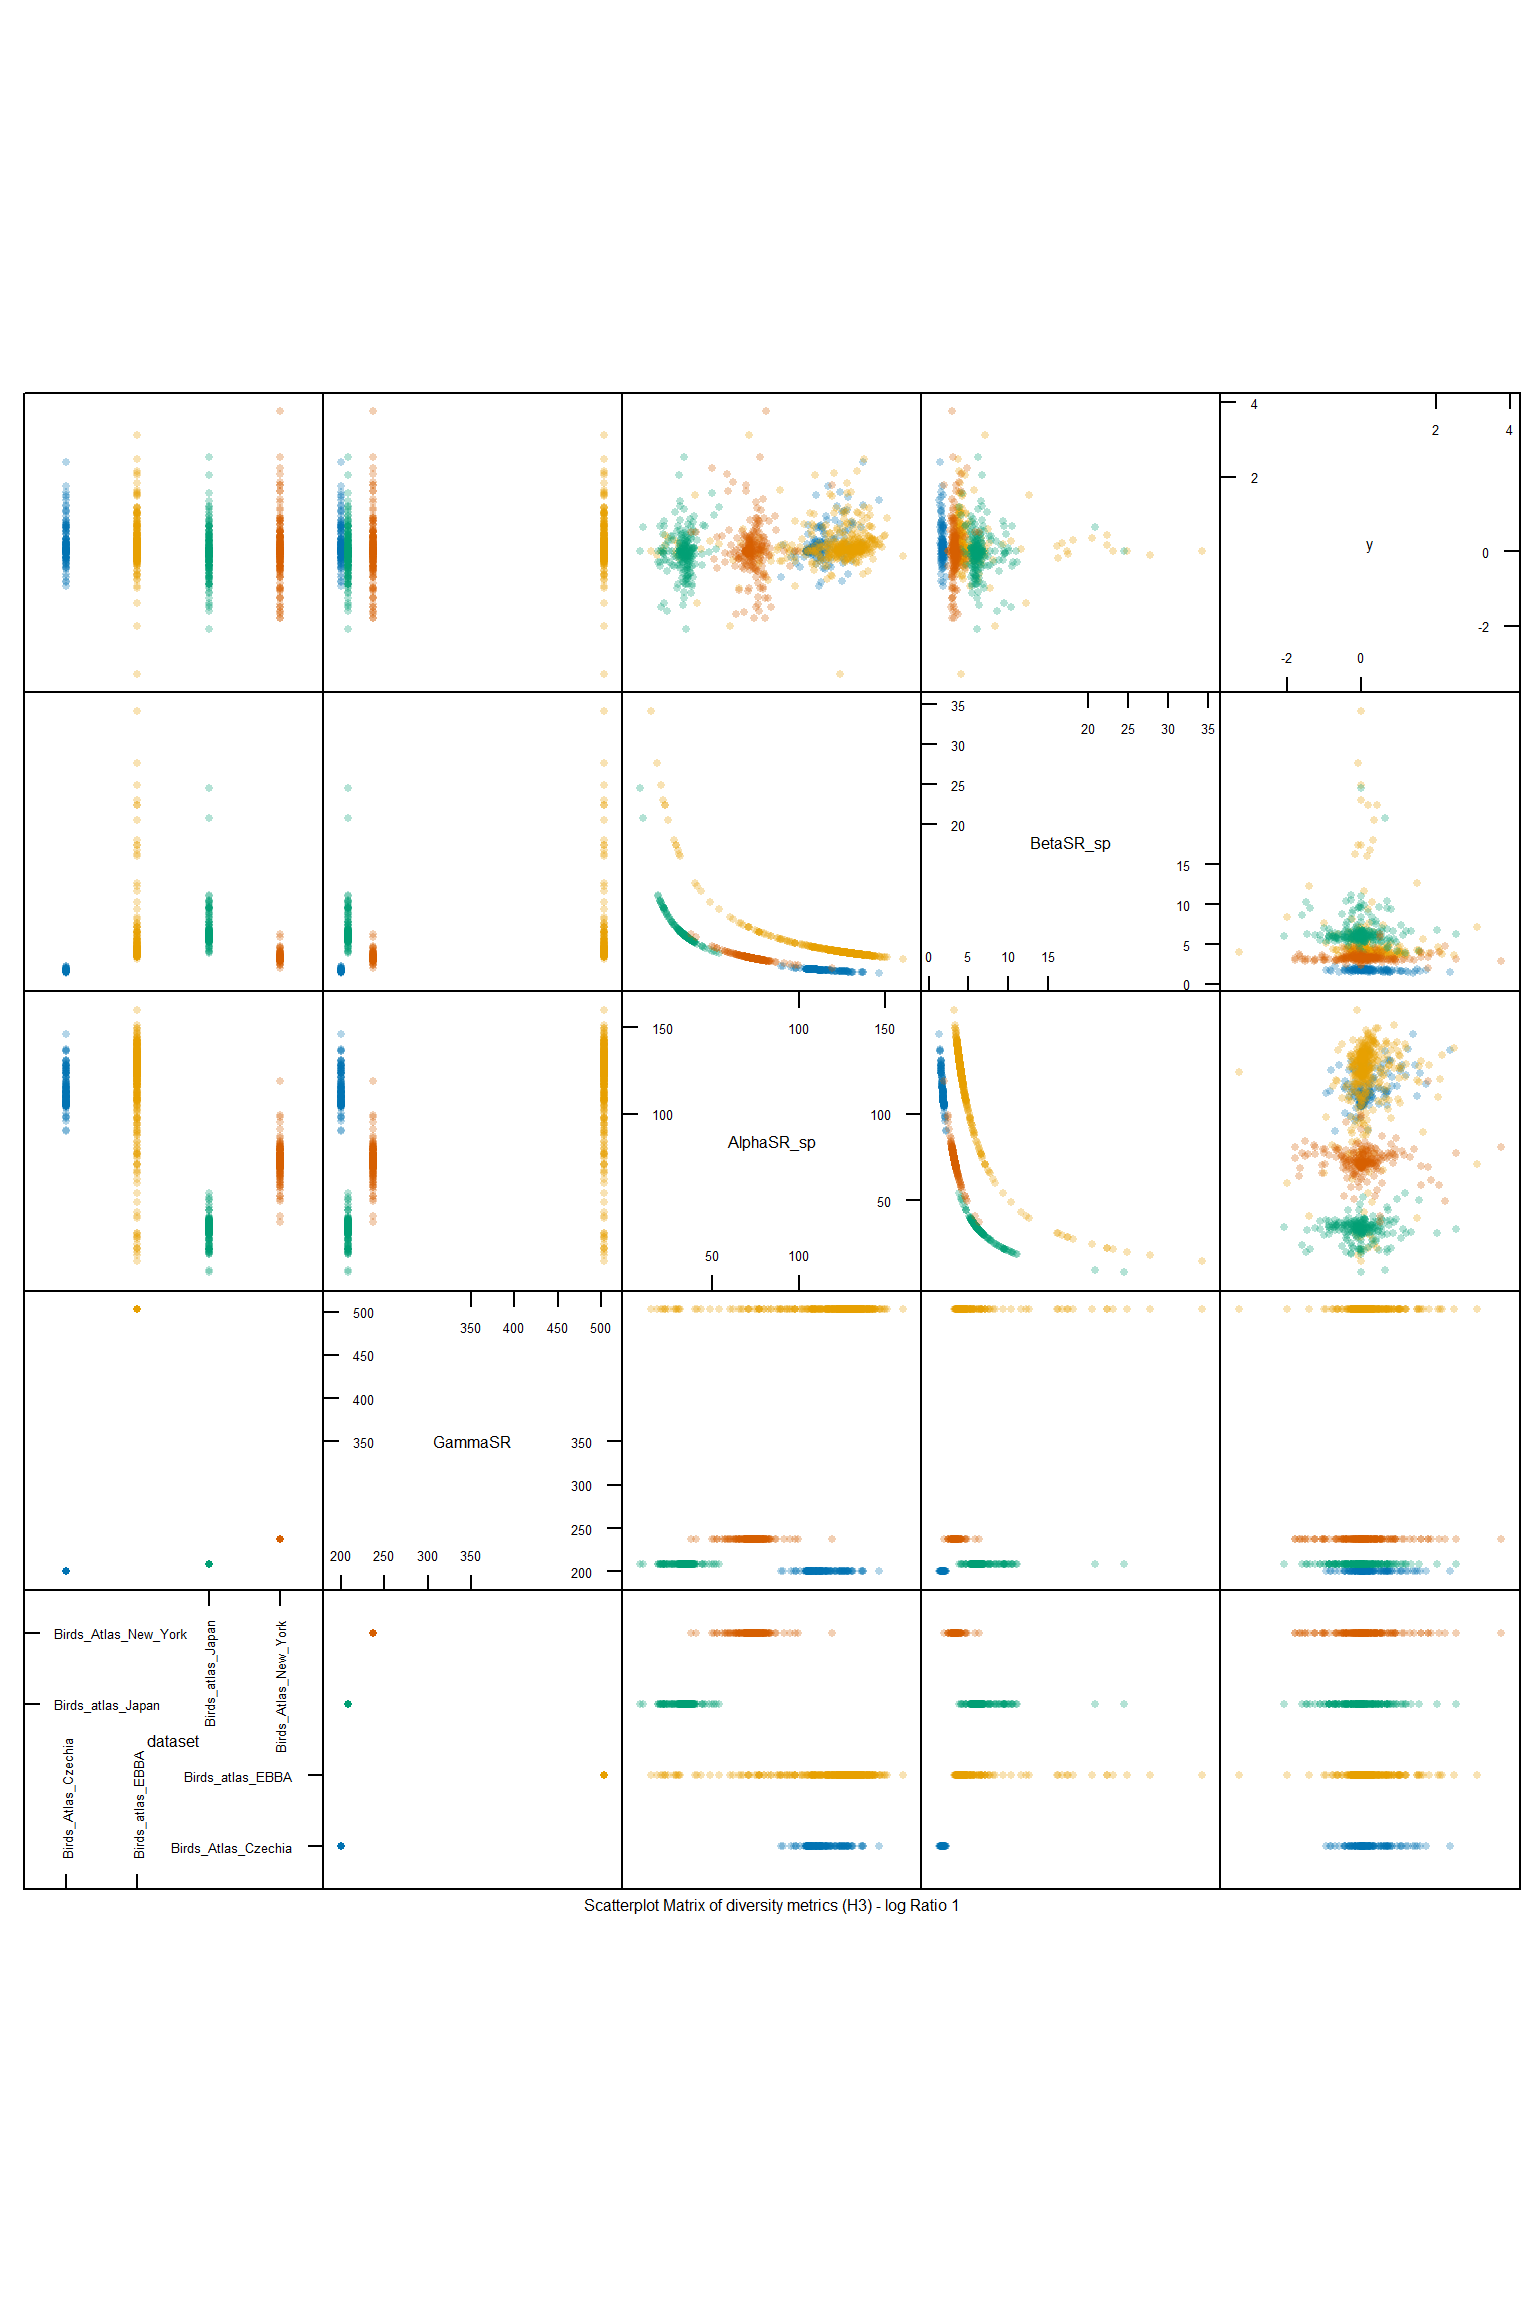 4
2 4
2
y
0
-2
-2 0
35
20 25 30 35
30
25
20
BetaSR_sp
15
10
5
0 5 10 15
0
150
100 150
100
100
AlphaSR_sp
50
50 100
500
350 400 450 500
450
400
350 GammaSR 350
300
250
200 250 300 350
200
Birds_Atlas_New_York
Birds_atlas_Japan
Birds_Atlas_New_York
Birds_atlas_Japan
dataset
Birds_Atlas_Czechia
Birds_atlas_EBBA
Birds_atlas_EBBA
Birds_Atlas_Czechia
Scatterplot Matrix of diversity metrics (H3) - log Ratio 1